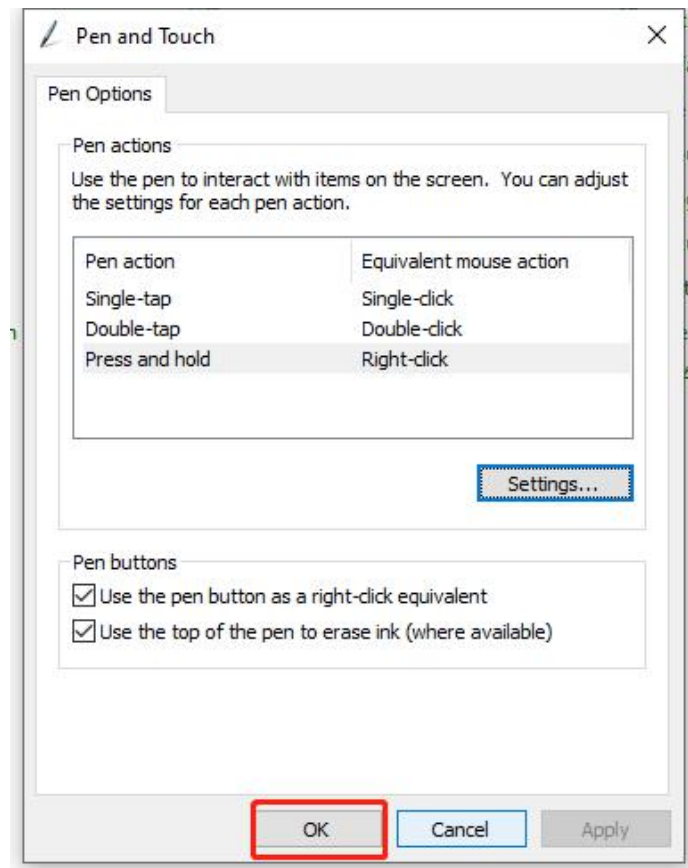 Pen and Touch
Pen Options
Pen actions
Use the pen to interact with items on the screen. You can adjust
the settings for each pen action.
Pen action Equivalent mouse action
Single-tap Single-click
Double-tap Double-click
Press and hold Right-click
Settings...
Pen buttons
Use the pen button as a right-click equivalent
Use the top of the pen to erase ink (where available)
OK Cancel Apply